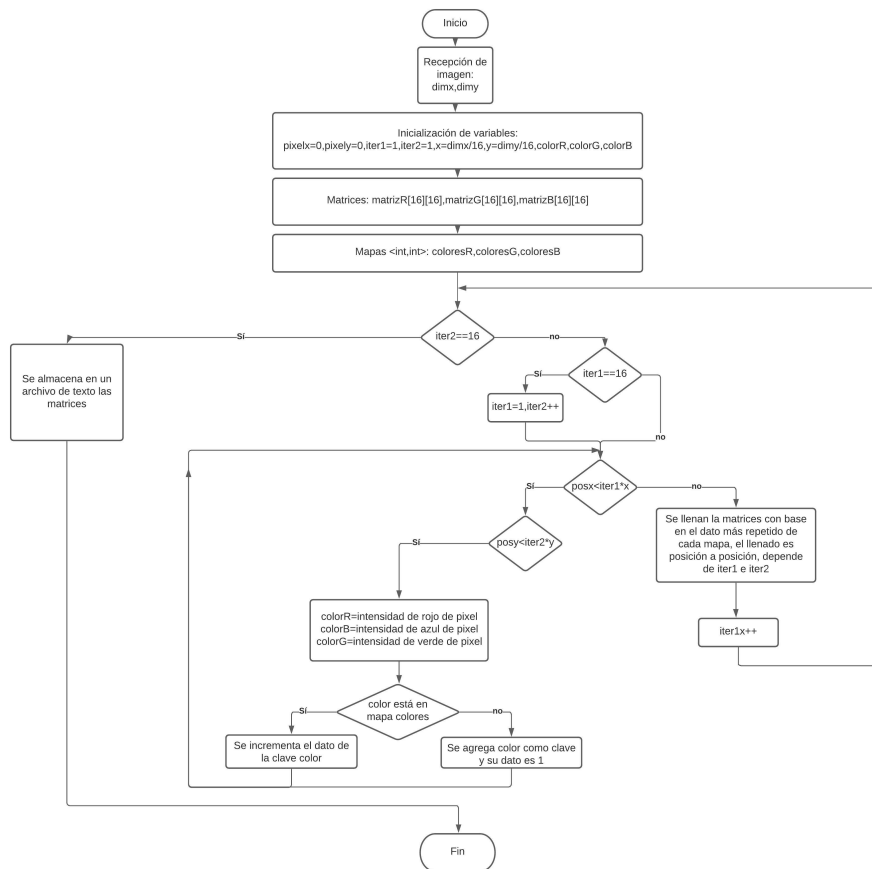 Inicio
Recepción de
imagen:
dimx,dimy
Inicialización de variables:
pixelx=0,pixely=0,iter1=1,iter2=1,x=dimx/16,y=dimy/16,colorR,colorG,colorB
Matrices: matrizR[16][16],matrizG[16][16],matrizB[16][16]
Mapas <int,int>: coloresR,coloresG,coloresB
iter2==16
Sí
no
Se almacena en un
archivo de texto las
matrices
iter1==16
Sí
no
iter1=1,iter2++
posx<iter1*x
Sí
no
posy<iter2*y
Sí
Se llenan la matrices con base
en el dato más repetido de
cada mapa, el llenado es
posición a posición, depende
de iter1 e iter2
iter1x++
colorR=intensidad de rojo de pixel
colorB=intensidad de azul de pixel
colorG=intensidad de verde de pixel
color está en
mapa colores
Sí
no
Se incrementa el dato de
la clave color
Se agrega color como clave
y su dato es 1
Fin